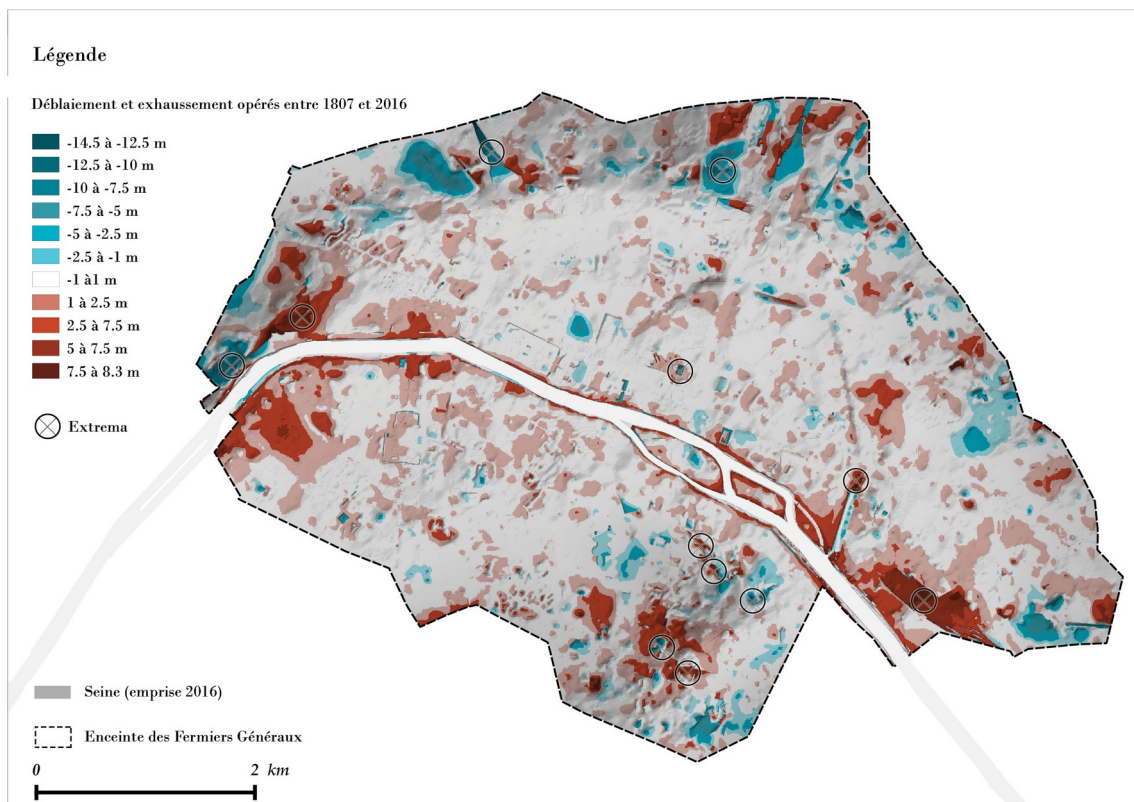 Légende
Déblaiement et exhaussement opérés entre 1807 et 2016
-14.5 à -12.5 m
-12.5 à -10 m
-10 à -7.5 m
-7.5 à -5 m
-5 à -2.5 m
-2.5 à -1 m
-1 à1 m
1 à 2.5 m
2.5 à 7.5 m
5 à 7.5 m
7.5 à 8.3 m
Extrema
Seine (emprise 2016)
Enceinte des Fermiers Généraux
0 2 km